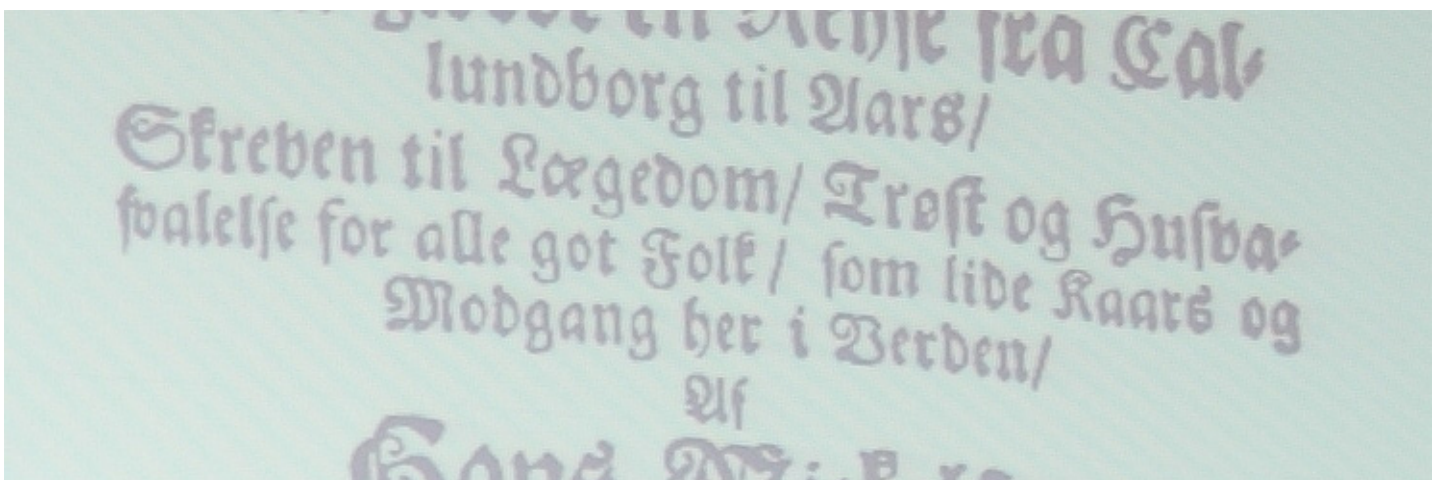 fra Cal-
lundborg til Aars/
Skreven til Lægedom/ Trøst og Husva-
svalelse for alle got Folk/ som lide Kaars og
Modgang her i Verden/
Af